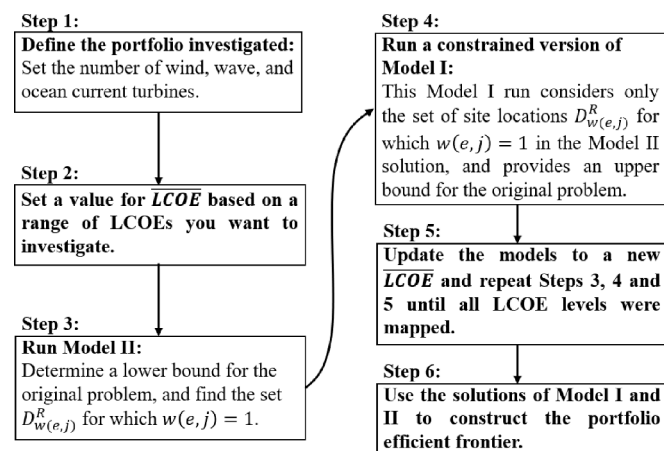 Step 1:
Define the portfolio investigated:
Set the number of wind, wave, and
ocean current turbines.
Step 2:
Set a value for \overline{LCOE} based on a
range of LCOEs you want to
investigate.
Step 3:
Run Model II:
Determine a lower bound for the
original problem, and find the set
D^R_{w(e,j)} for which w(e,j) = 1.
Step 4:
Run a constrained version of
Model I:
This Model I run considers only
the set of site locations D^R_{w(e,j)} for
which w(e,j) = 1 in the Model II
solution, and provides an upper
bound for the original problem.
Step 5:
Update the models to a new
\overline{LCOE} and repeat Steps 3, 4 and
5 until all LCOE levels were
mapped.
Step 6:
Use the solutions of Model I and
II to construct the portfolio
efficient frontier.